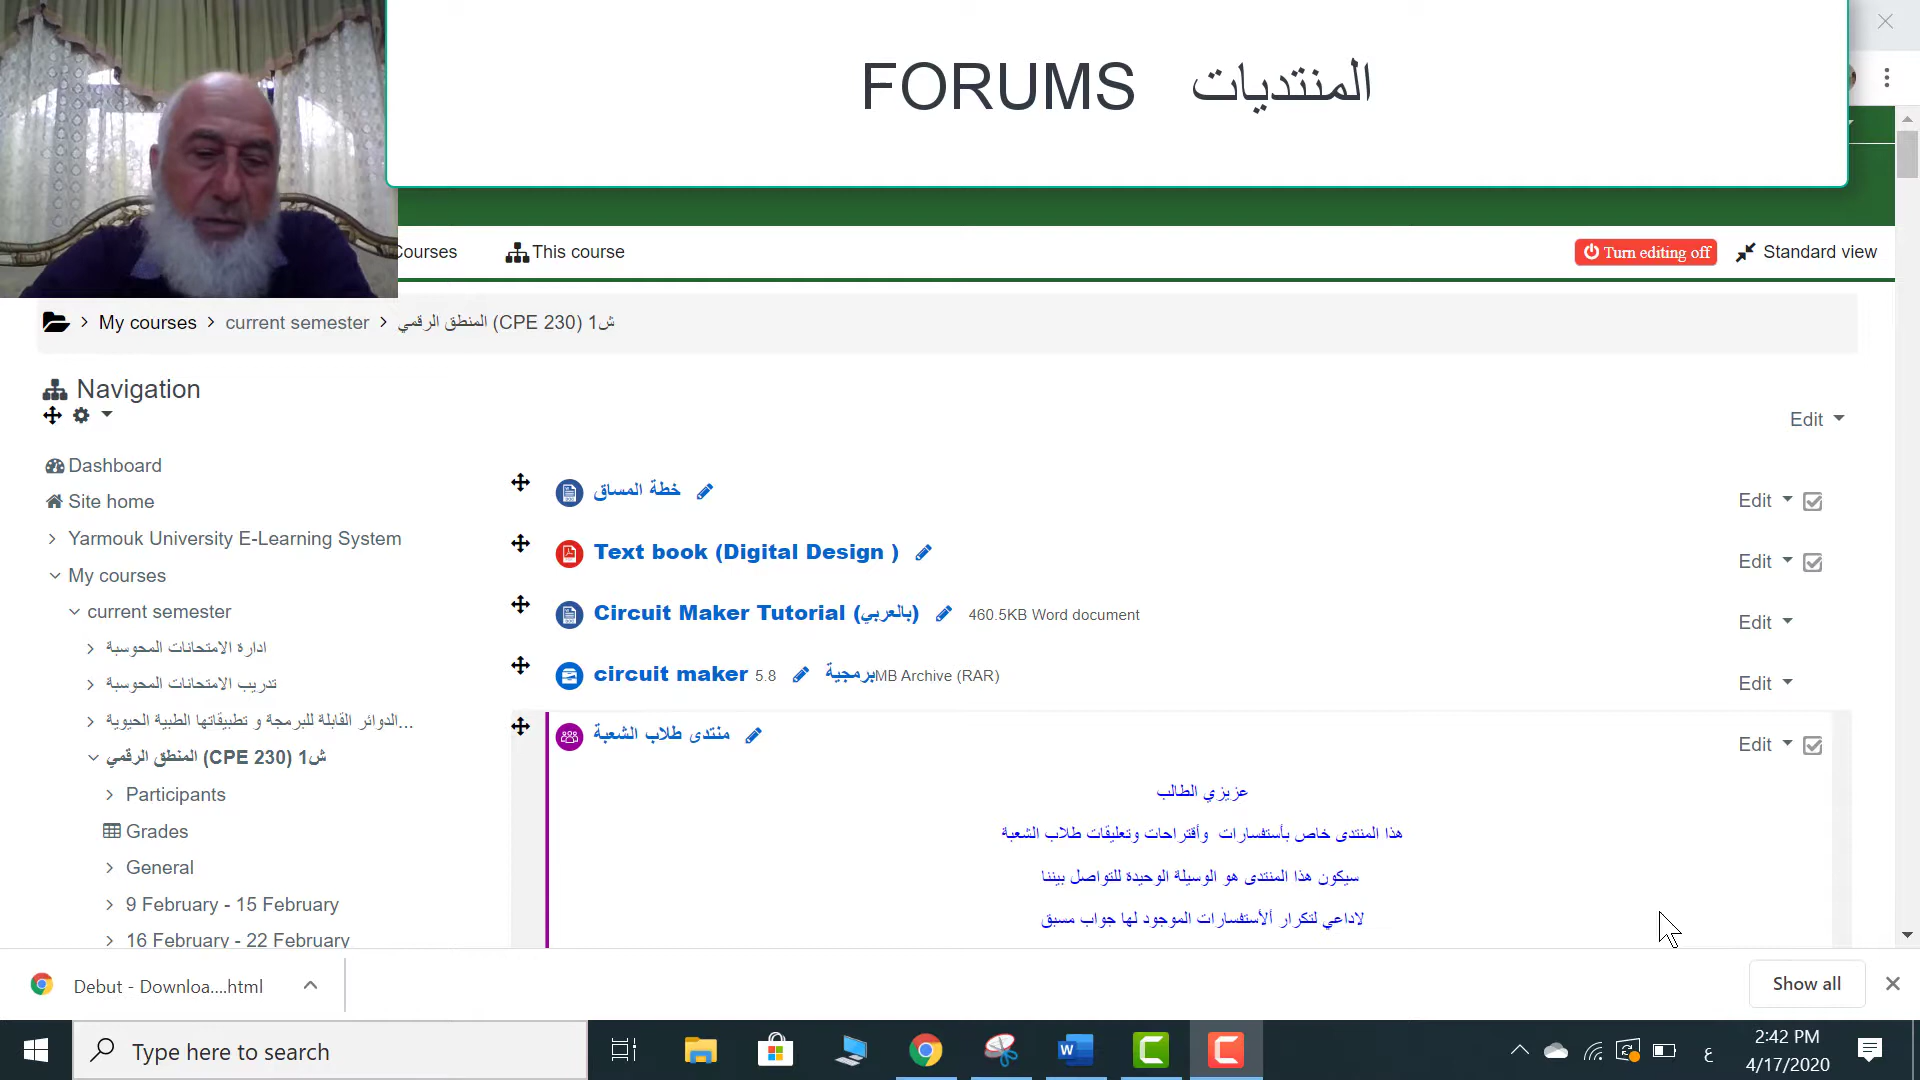 FORUMS المنتديات
Courses
This course
Turn editing off
Standard view
My courses
current semester
ش1 (CPE 230) المنطق الرقمي
Navigation
Edit
Dashboard
Site home
Yarmouk University E-Learning System
My courses
current semester
ادارة الامتحانات المحوسبة
تدريب الامتحانات المحوسبة
الدوائر القابلة للبرمجة و تطبيقاتها الطبية الحيوية...
ش1 (CPE 230) المنطق الرقمي
Participants
Grades
General
9 February - 15 February
16 February - 22 February
خطة المساق
Edit
Text book (Digital Design )
Edit
Circuit Maker Tutorial (بالعربي) 460.5KB Word document
Edit
circuit maker 5.8 برمجيةMB Archive (RAR)
Edit
منتدى طلاب الشعبة
Edit
عزيزي الطالب
هذا المنتدى خاص بأستفسارات وأقتراحات وتعليقات طلاب الشعبة
سيكون هذا المنتدى هو الوسيلة الوحيدة للتواصل بيننا
لاداعي لتكرار ألأستفسارات الموجود لها جواب مسبق
Debut - Downloa....html
Show all
Type here to search
ع
2:42 PM
4/17/2020